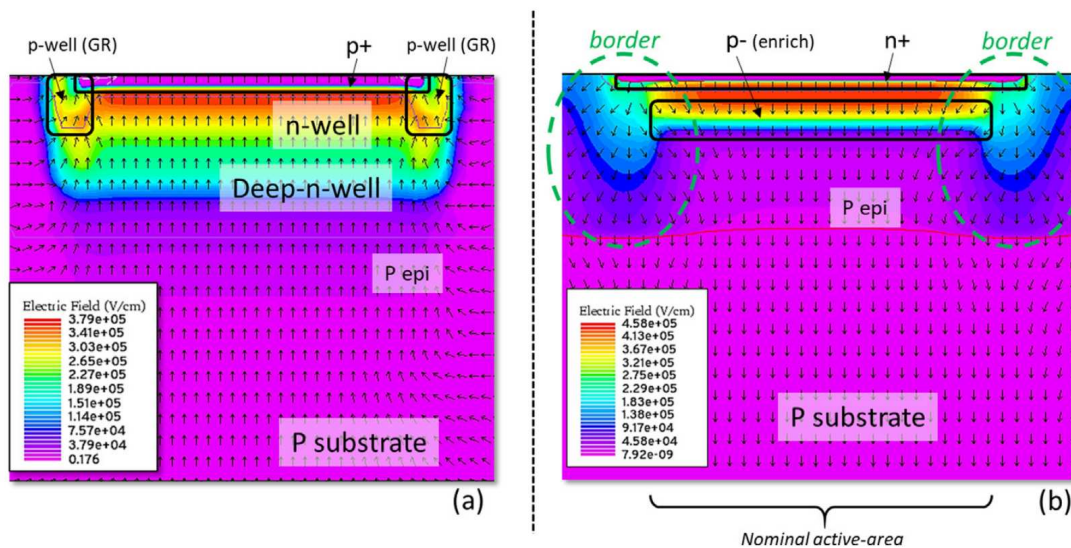 p-well (GR)
p+
p-well (GR)
n-well
Deep-n-well
P epi
Electric Field (V/cm)
3.79e+05
3.41e+05
3.03e+05
2.65e+05
2.27e+05
1.89e+05
1.51e+05
1.14e+05
7.57e+04
3.79e+04
0.176
P substrate
(a)
border
p- (enrich)
n+
border
P epi
Electric Field (V/cm)
4.58e+05
4.13e+05
3.67e+05
3.21e+05
2.75e+05
2.29e+05
1.83e+05
1.38e+05
9.17e+04
4.58e+04
7.92e-09
P substrate
(b)
Nominal active-area